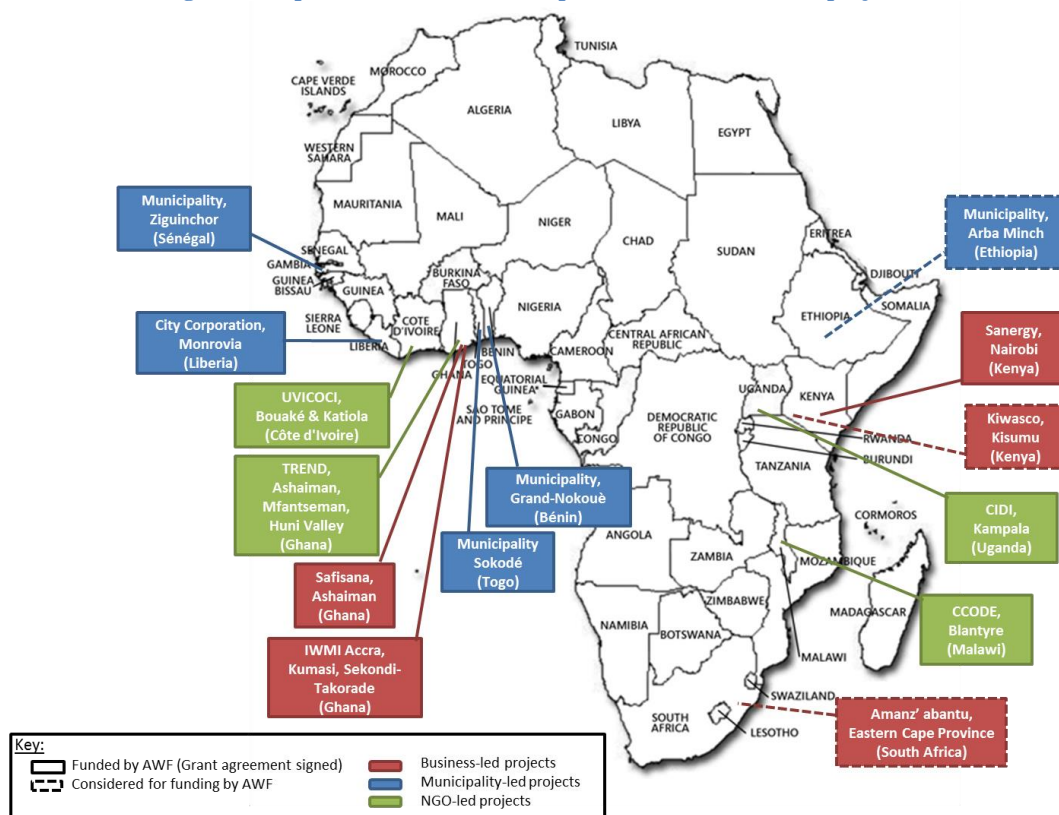 TUNISIA
MOROCCO
CAPE VERDE
ISLANDS
ALGERIA
LIBYA
EGYPT
WESTERN
SAHARA
MAURITANIA
MALI
NIGER
CHAD
SUDAN
ERITREA
DJIBOUTI
SENEGAL
GAMBIA
GUINEA
BISSAU
GUINEA
BURKINA
FASO
NIGERIA
SOMALIA
ETHIOPIA
SIERRA
LEONE
COTE
D'IVOIRE
LIBERIA
GHANA
TOGO
BENIN
CAMEROON
CENTRAL AFRICAN
REPUBLIC
EQUATORIAL
GUINEA
SAO TOME
AND PRINCIPE
GABON
CONGO
DEMOCRATIC
REPUBLIC
OF CONGO
UGANDA
KENYA
RWANDA
BURUNDI
TANZANIA
CORMOROS
ANGOLA
ZAMBIA
MOZAMBIQUE
ZIMBABWE
MADAGASCAR
NAMIBIA
BOTSWANA
MALAWI
SWAZILAND
SOUTH
AFRICA
LESOTHO
Municipality,
Ziguinchor
(Sénégal)
City Corporation,
Monrovia
(Liberia)
UVICOCI,
Bouaké & Katiola
(Côte d'Ivoire)
TREND,
Ashaiman,
Mfantseman,
Huni Valley
(Ghana)
Safisana,
Ashaiman
(Ghana)
IWMI Accra,
Kumasi, Sekondi-
Takorade
(Ghana)
Municipality,
Grand-Nokouè
(Bénin)
Municipality
Sokodé
(Togo)
Municipality,
Arba Minch
(Ethiopia)
Sanergy,
Nairobi
(Kenya)
Kiwasco,
Kisumu
(Kenya)
CIDI,
Kampala
(Uganda)
CCODE,
Blantyre
(Malawi)
Amanz' abantu,
Eastern Cape Province
(South Africa)
Key:
Funded by AWF (Grant agreement signed)
Considered for funding by AWF
Business-led projects
Municipality-led projects
NGO-led projects